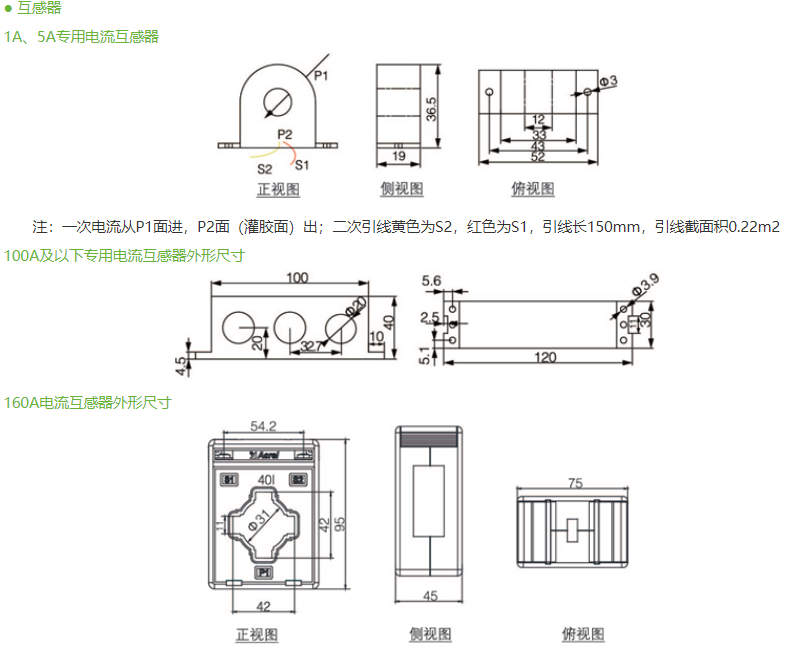 ● 互感器
1A、5A专用电流互感器
P1
P2
S2
S1
正视图
36.5
19
侧视图
Φ3
12
33
43
52
俯视图
注：一次电流从P1面进，P2面（灌胶面）出；二次引线黄色为S2，红色为S1，引线长150mm，引线截面积0.22m2
100A及以下专用电流互感器外形尺寸
100
Φ20
40
20
32.7
10
4.5
5.6
Φ3.9
2.5
11
30
5.1
120
160A电流互感器外形尺寸
54.2
Acrel
S1
S2
40I
Φ31
11
42
95
P1
42
正视图
45
侧视图
75
俯视图